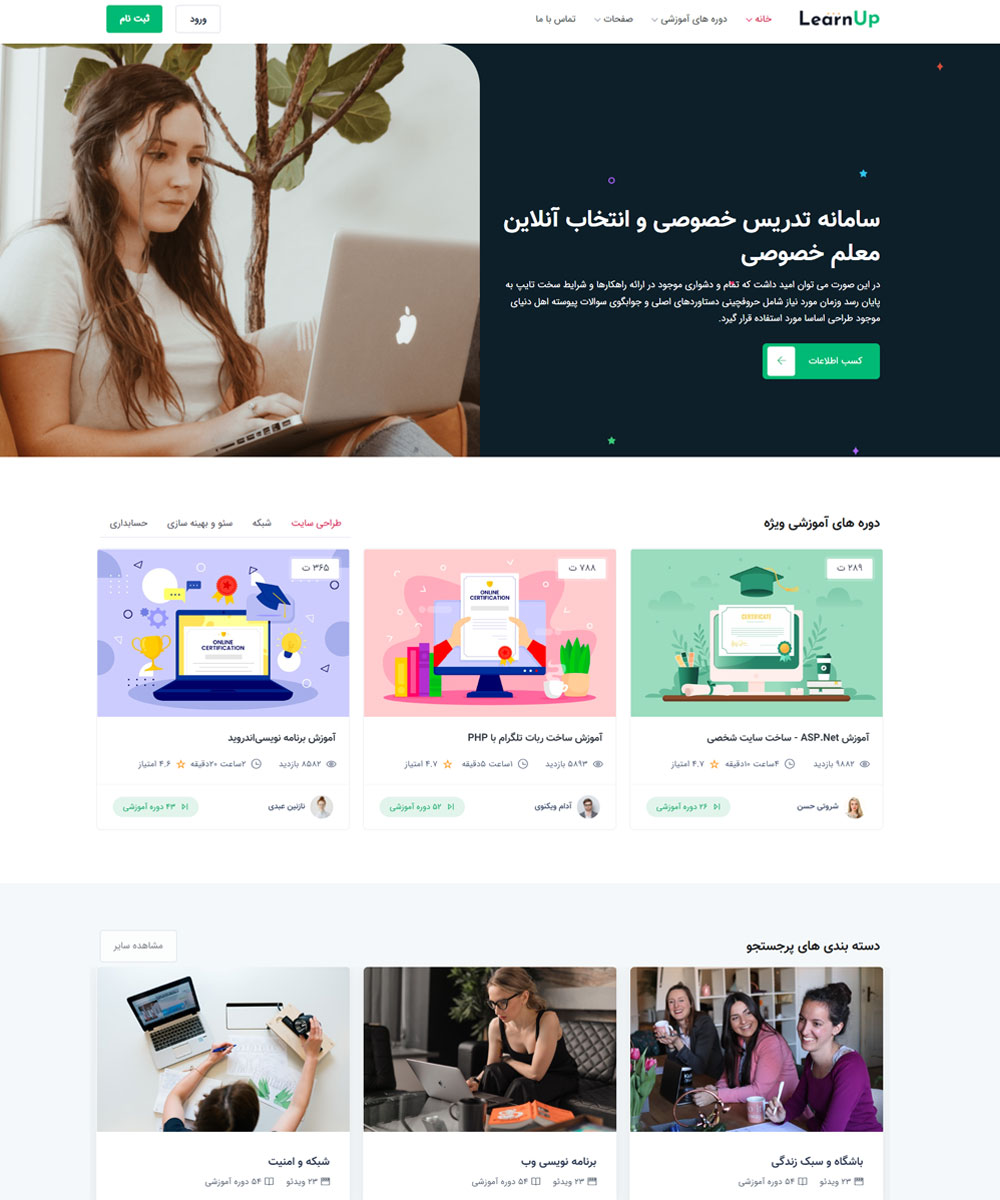 LearnUp
خانه
دوره های آموزشی
صفحات
تماس با ما
ورود
ثبت نام
سامانه تدریس خصوصی و انتخاب آنلاین
معلم خصوصی
در این صورت می توان امید داشت که تمام و دشواری موجود در ارائه راهکارها و شرایط سخت تایپ به
پایان رسد وزمان مورد نیاز شامل حروفچینی دستاوردهای اصلی و جوابگوی سوالات پیوسته اهل دنیای
موجود طراحی اساسا مورد استفاده قرار گیرد.
کسب اطلاعات
دوره های آموزشی ویژه
طراحی سایت
شبکه
سئو و بهینه سازی
حسابداری
۲۸۹ ت
CERTIFICATE
آموزش ASP.Net - ساخت سایت شخصی
۹۸۸۲ بازدید
۴ساعت ۱۰دقیقه
۴.۷ امتیاز
شروتی حسن
۲۶ دوره آموزشی
۷۸۸ ت
ONLINE
CERTIFICATION
آموزش ساخت ربات تلگرام با PHP
۵۸۹۳ بازدید
۱ساعت ۵دقیقه
۴.۷ امتیاز
آدام ویکتوی
۵۲ دوره آموزشی
۳۶۵ ت
ONLINE
CERTIFICATION
آموزش برنامه نویسی‌اندروید
۸۵۸۲ بازدید
۲ساعت ۲۰دقیقه
۴.۶ امتیاز
نازنین عبدی
۴۳ دوره آموزشی
دسته بندی های پرجستجو
مشاهده سایر
باشگاه و سبک زندگی
۲۳ ویدئو
۵۴ دوره آموزشی
برنامه نویسی وب
۲۳ ویدئو
۵۴ دوره آموزشی
شبکه و امنیت
۲۳ ویدئو
۵۴ دوره آموزشی